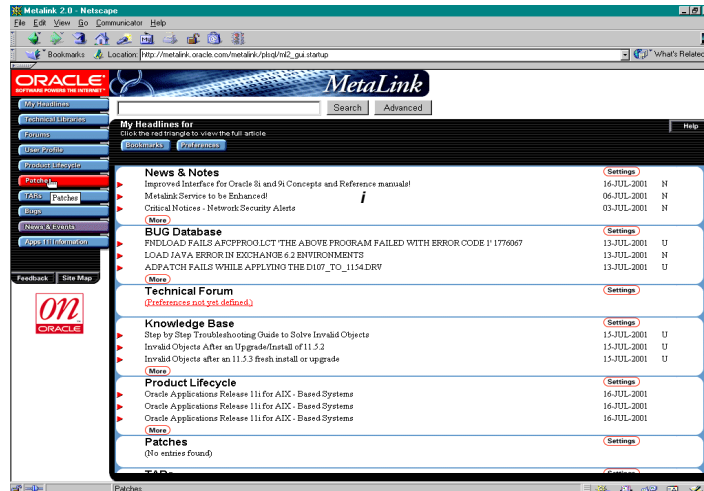 Metalink 2.0 - Netscape
File Edit View Go Communicator Help
Bookmarks Location: http://metalink.oracle.com/metalink/plsql/ml2_gui.startup What's Related
ORACLE
SOFTWARE POWERS THE INTERNET
MetaLink
Search Advanced
My Headlines
Technical Libraries
Forums
User Profile
Product Lifecycle
Patches
TARs
Patches
Bugs
News & Events
Apps 11i Information
Feedback Site Map
on
ORACLE
My Headlines for
Help
Click the red triangle to view the full article
Bookmarks Preferences
News & Notes Settings
Improved Interface for Oracle 8i and 9i Concepts and Reference manuals! 16-JUL-2001 N
Metalink Service to be Enhanced! 06-JUL-2001 N
i
Critical Notices - Network Security Alerts 03-JUL-2001 N
More
BUG Database Settings
FNDLOAD FAILS AFCPPROG.LCT 'THE ABOVE PROGRAM FAILED WITH ERROR CODE 1' 1776067 13-JUL-2001 U
LOAD JAVA ERROR IN EXCHANGE 6.2 ENVIRONMENTS 13-JUL-2001 N
ADPATCH FAILS WHILE APPLYING THE D107_TO_1154.DRV 13-JUL-2001 U
More
Technical Forum Settings
(Preferences not yet defined.)
Knowledge Base Settings
Step by Step Troubleshooting Guide to Solve Invalid Objects 15-JUL-2001 U
Invalid Objects After an Upgrade/Install of 11.5.2 15-JUL-2001 U
Invalid Objects after an 11.5.3 fresh install or upgrade 15-JUL-2001 U
More
Product Lifecycle Settings
Oracle Applications Release 11i for AIX - Based Systems 16-JUL-2001
Oracle Applications Release 11i for AIX - Based Systems 16-JUL-2001
Oracle Applications Release 11i for AIX - Based Systems 16-JUL-2001
More
Patches Settings
(No entries found)
TARs Settings
Patches